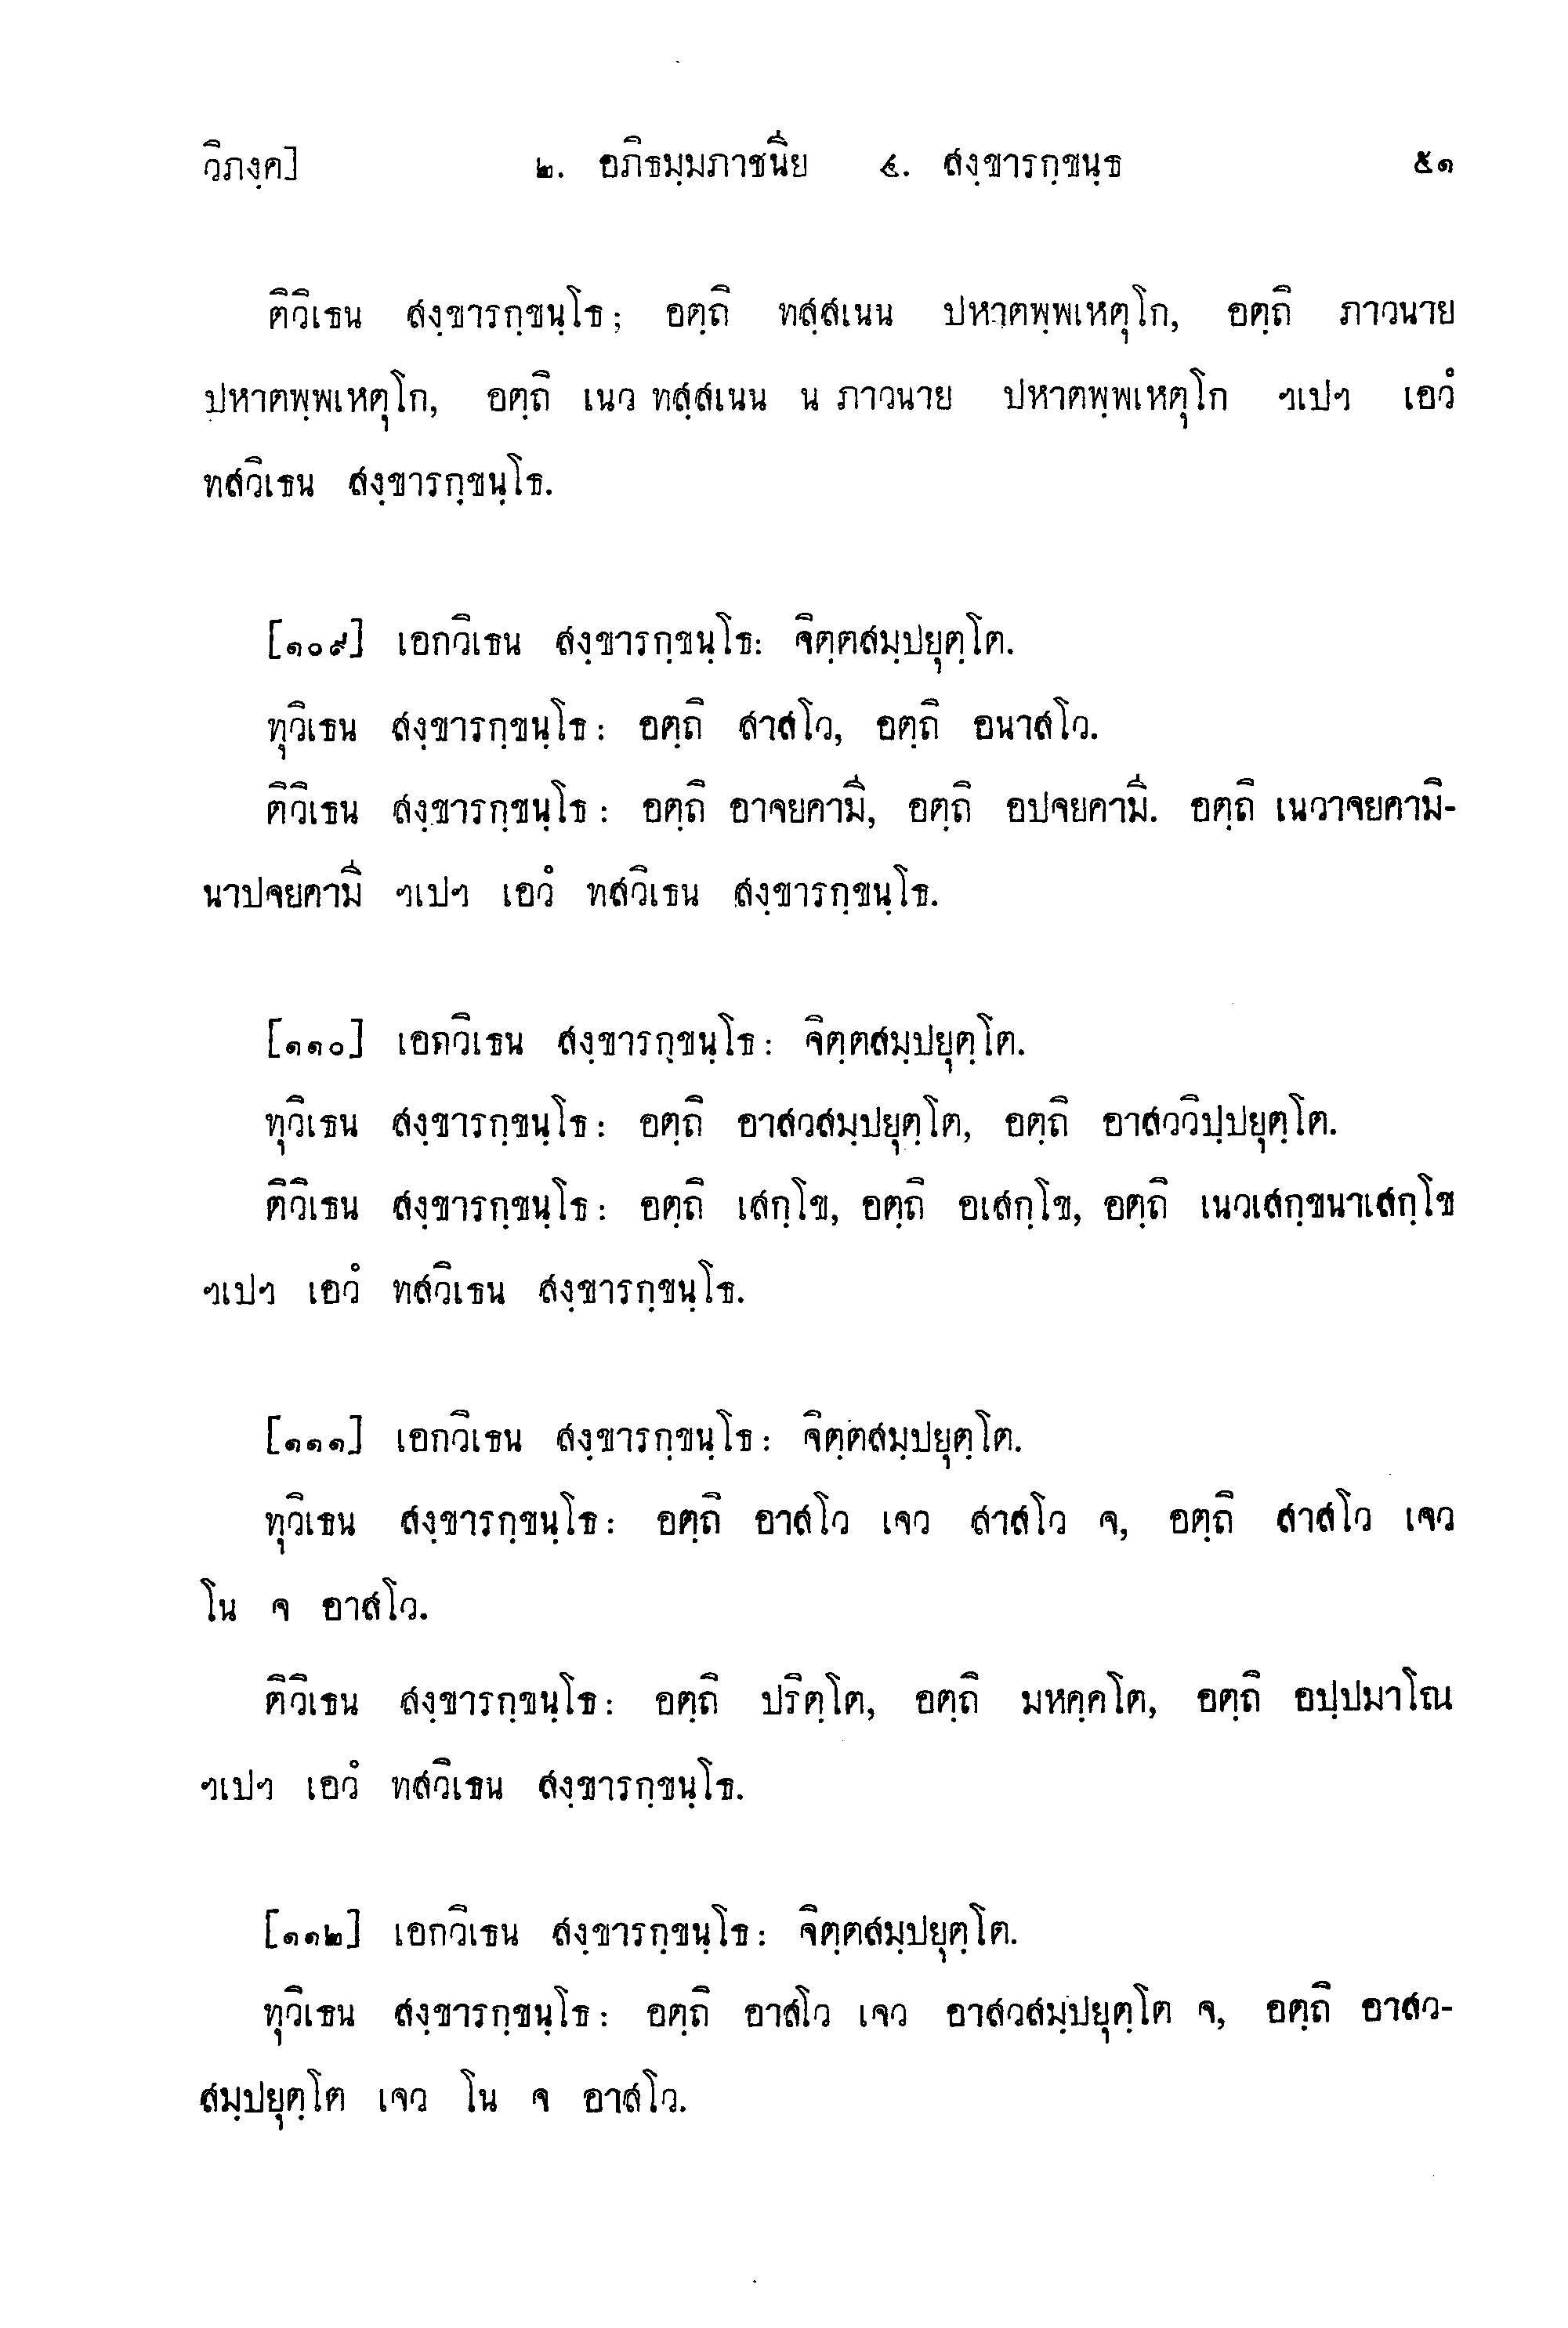 วิภงฺค]	๒. อภิธมฺมภาชนีย	๔. สงฺขารกฺขนฺธ	๕๑
ติวิเธน สงฺขารกฺขนฺโธ; อตฺถิ ทสฺสเนน ปหาตพฺพเหตุโก, อตฺถิ ภาวนาย
ปหาตพฺพเหตุโก, อตฺถิ เนว ทสฺสเนน น ภาวนาย ปหาตพฺพเหตุโก ฯเปฯ เอวํ
ทสวิเธน สงฺขารกฺขนฺโธ.
[๑๐๙] เอกวิเธน สงฺขารกฺขนฺโธ: จิตฺตสมฺปยุตฺโต.
ทุวิเธน สงฺขารกฺขนฺโธ: อตฺถิ สาสโว, อตฺถิ อนาสโว.
ติวิเธน สงฺขารกฺขนฺโธ: อตฺถิ อาจยคามี, อตฺถิ อปจยคามี. อตฺถิ เนวาจยคามิ-
นาปจยคามี ฯเปฯ เอวํ ทสวิเธน สงฺขารกฺขนฺโธ.
[๑๑๐] เอกวิเธน สงฺขารกฺขนฺโธ: จิตฺตสมฺปยุตฺโต.
ทุวิเธน สงฺขารกฺขนฺโธ: อตฺถิ อาสวสมฺปยุตฺโต, อตฺถิ อาสววิปฺปยุตฺโต.
ติวิเธน สงฺขารกฺขนฺโธ: อตฺถิ เสกฺโข, อตฺถิ อเสกฺโข, อตฺถิ เนวเสกฺขนาเสกฺโข
ฯเปฯ เอวํ ทสวิเธน สงฺขารกฺขนฺโธ.
[๑๑๑] เอกวิเธน สงฺขารกฺขนฺโธ: จิตฺตสมฺปยุตฺโต.
ทุวิเธน สงฺขารกฺขนฺโธ: อตฺถิ อาสโว เจว สาสโว จ, อตฺถิ สาสโว เจว
โน จ อาสโว.
ติวิเธน สงฺขารกฺขนฺโธ: อตฺถิ ปริตฺโต, อตฺถิ มหคฺคโต, อตฺถิ อปฺปมาโณ
ฯเปฯ เอวํ ทสวิเธน สงฺขารกฺขนฺโธ.
[๑๑๒] เอกวิเธน สงฺขารกฺขนฺโธ: จิตฺตสมฺปยุตฺโต.
ทุวิเธน สงฺขารกฺขนฺโธ: อตฺถิ อาสโว เจว อาสวสมฺปยุตฺโต จ, อตฺถิ อาสว-
สมฺปยุตฺโต เจว โน จ อาสโว.